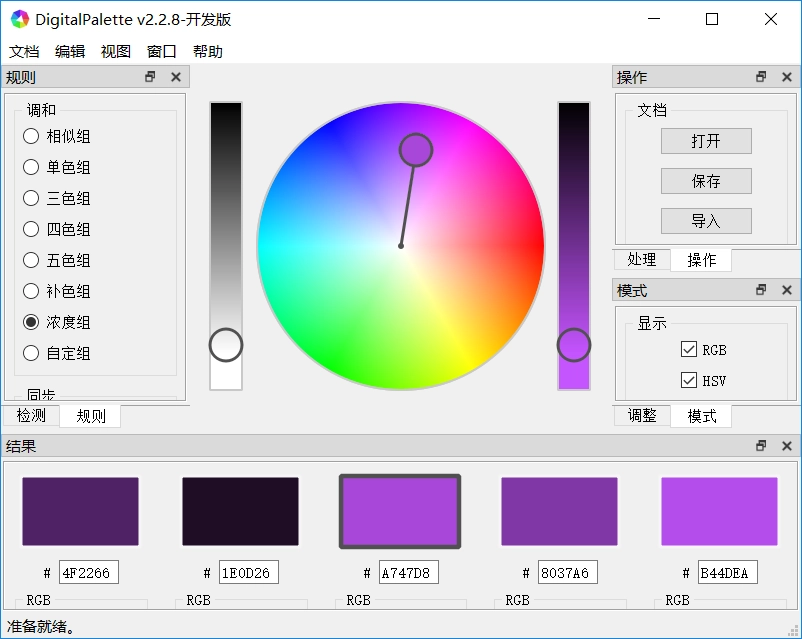 DigitalPalette v2.2.8-开发版
文档 编辑 视图 窗口 帮助
规则
调和
相似组
单色组
三色组
四色组
五色组
补色组
浓度组
自定组
同步
检测 规则
操作
文档
打开
保存
导入
处理 操作
模式
显示
RGB
HSV
调整 模式
结果
# 4F2266 # 1E0D26 # A747D8 # 8037A6 # B44DEA
RGB RGB RGB RGB RGB
准备就绪。